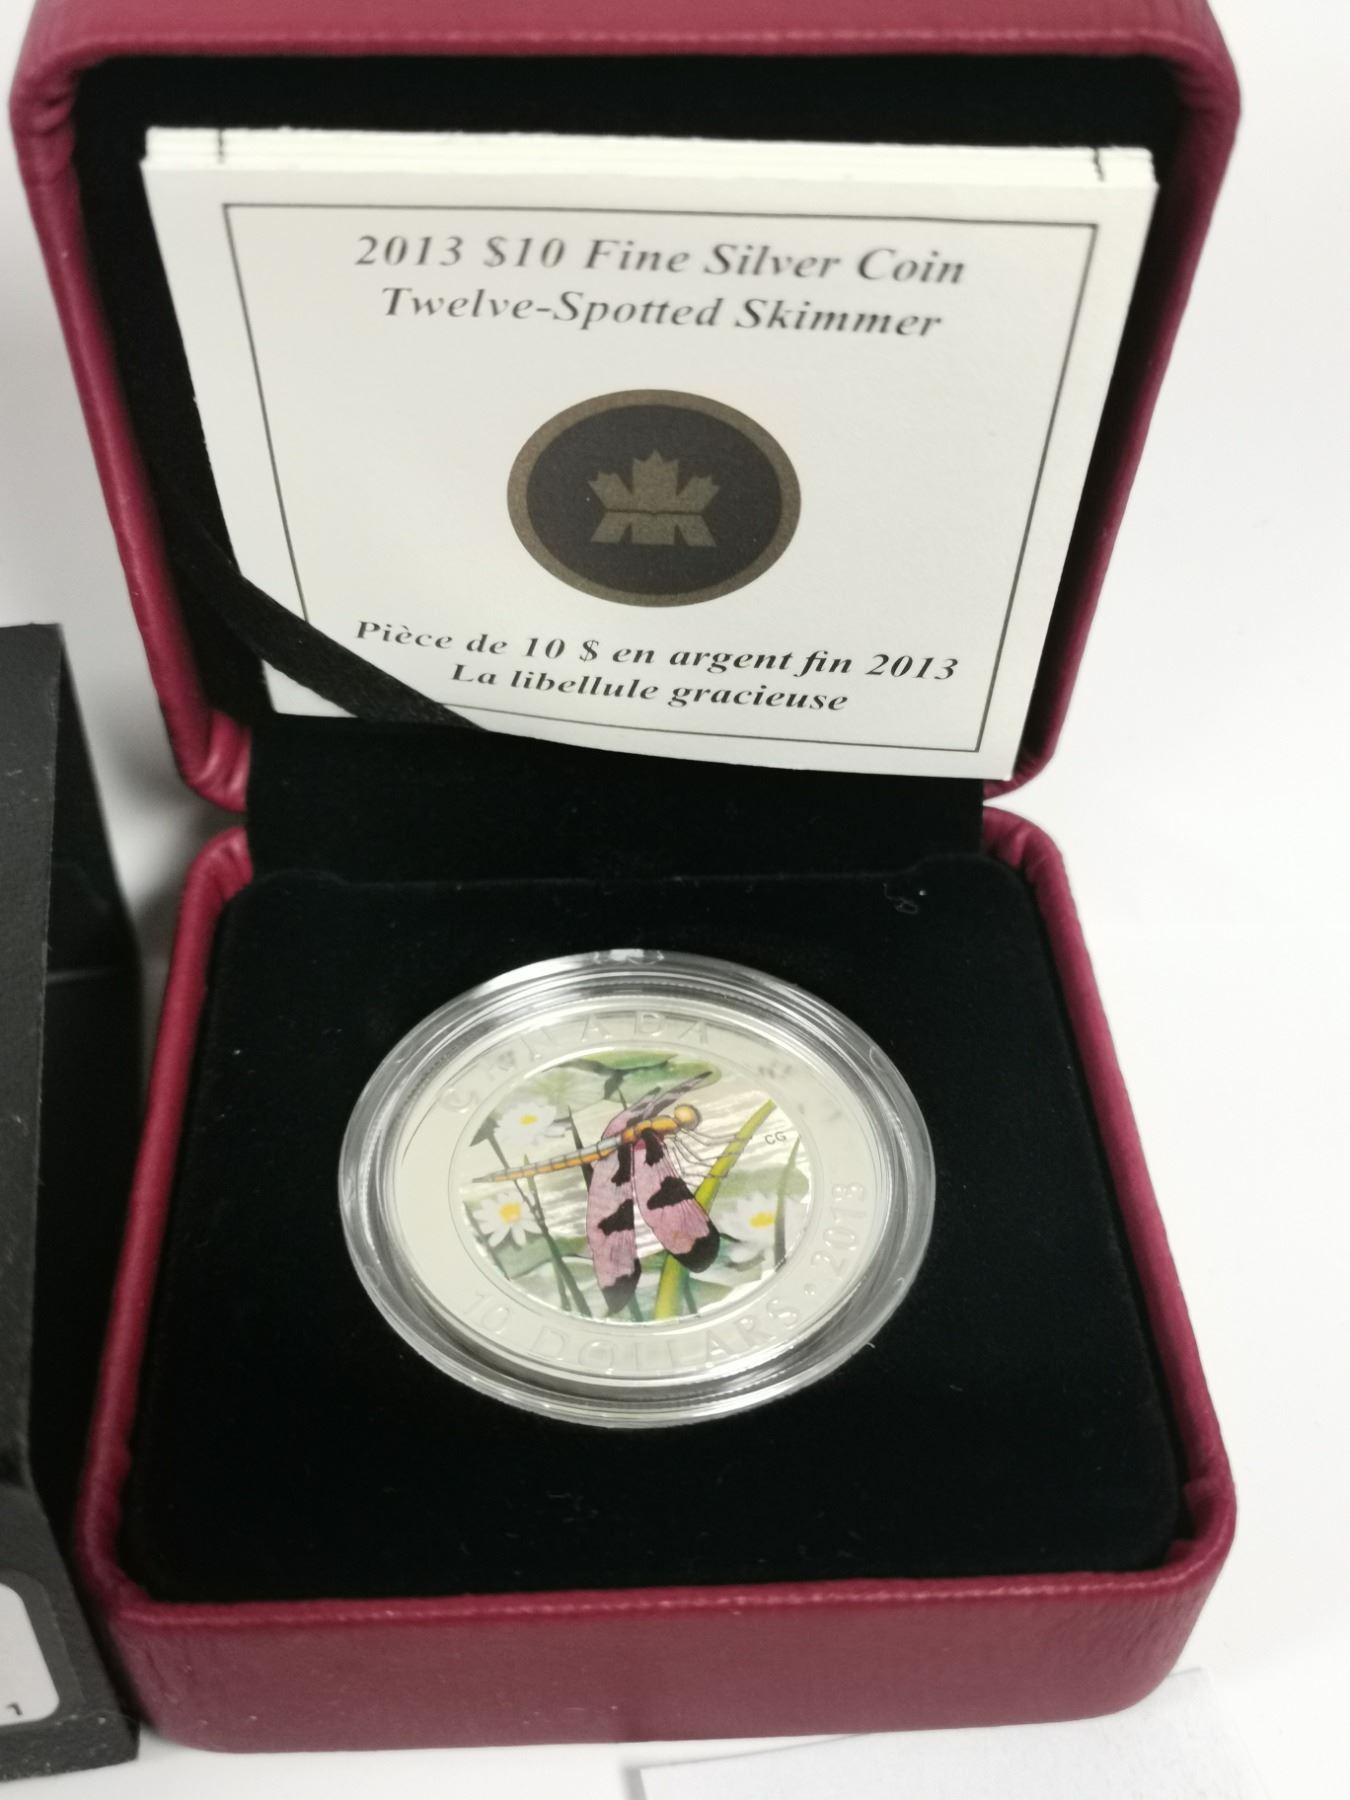 2013 $10 Fine Silver Coin
Twelve-Spotted Skimmer
Pièce de 10 $ en argent fin 2013
La libellule gracieuse
CANADA
CG
10 DOLLARS • 2013
1